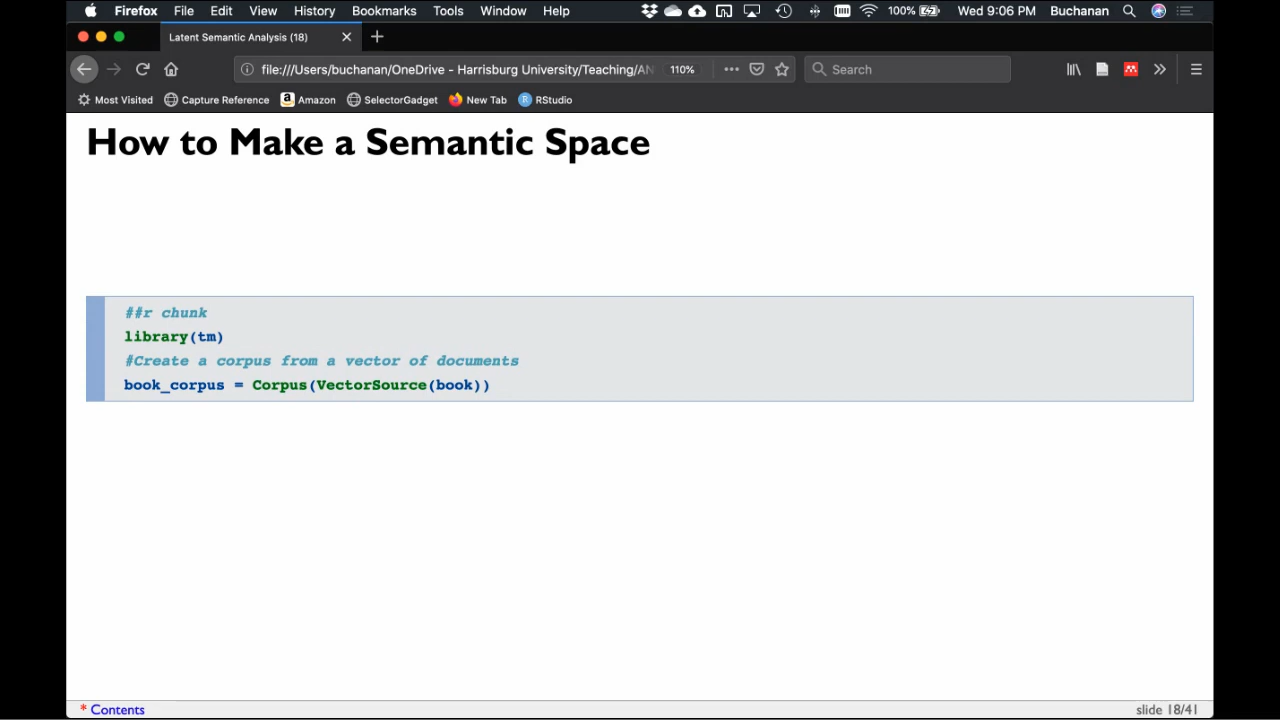 Firefox File Edit View History Bookmarks Tools Window Help 100% Wed 9:06 PM Buchanan
Latent Semantic Analysis (18)
file:///Users/buchanan/OneDrive - Harrisburg University/Teaching/AN 110% Search
Most Visited Capture Reference Amazon SelectorGadget New Tab RStudio
How to Make a Semantic Space
##r chunk
library(tm)
#Create a corpus from a vector of documents
book_corpus = Corpus(VectorSource(book))
* Contents slide 18/41